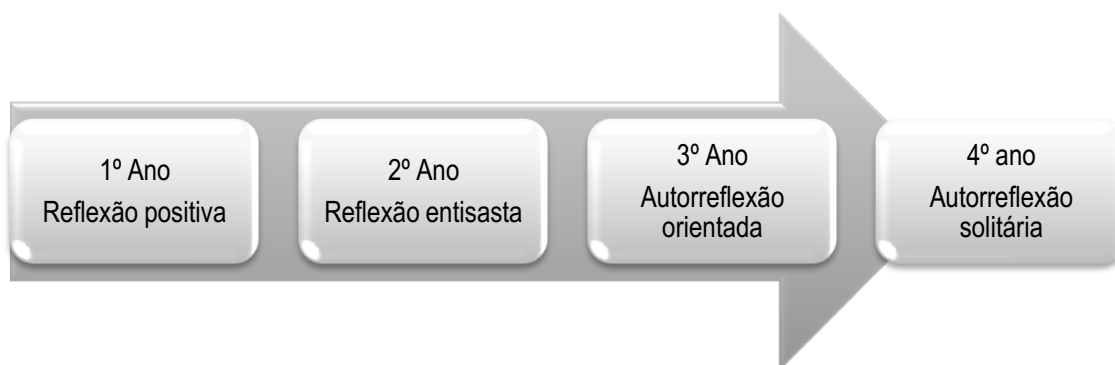 1º Ano
Reflexão positiva
2º Ano
Reflexão entisasta
3º Ano
Autorreflexão
orientada
4º ano
Autorreflexão
solitária